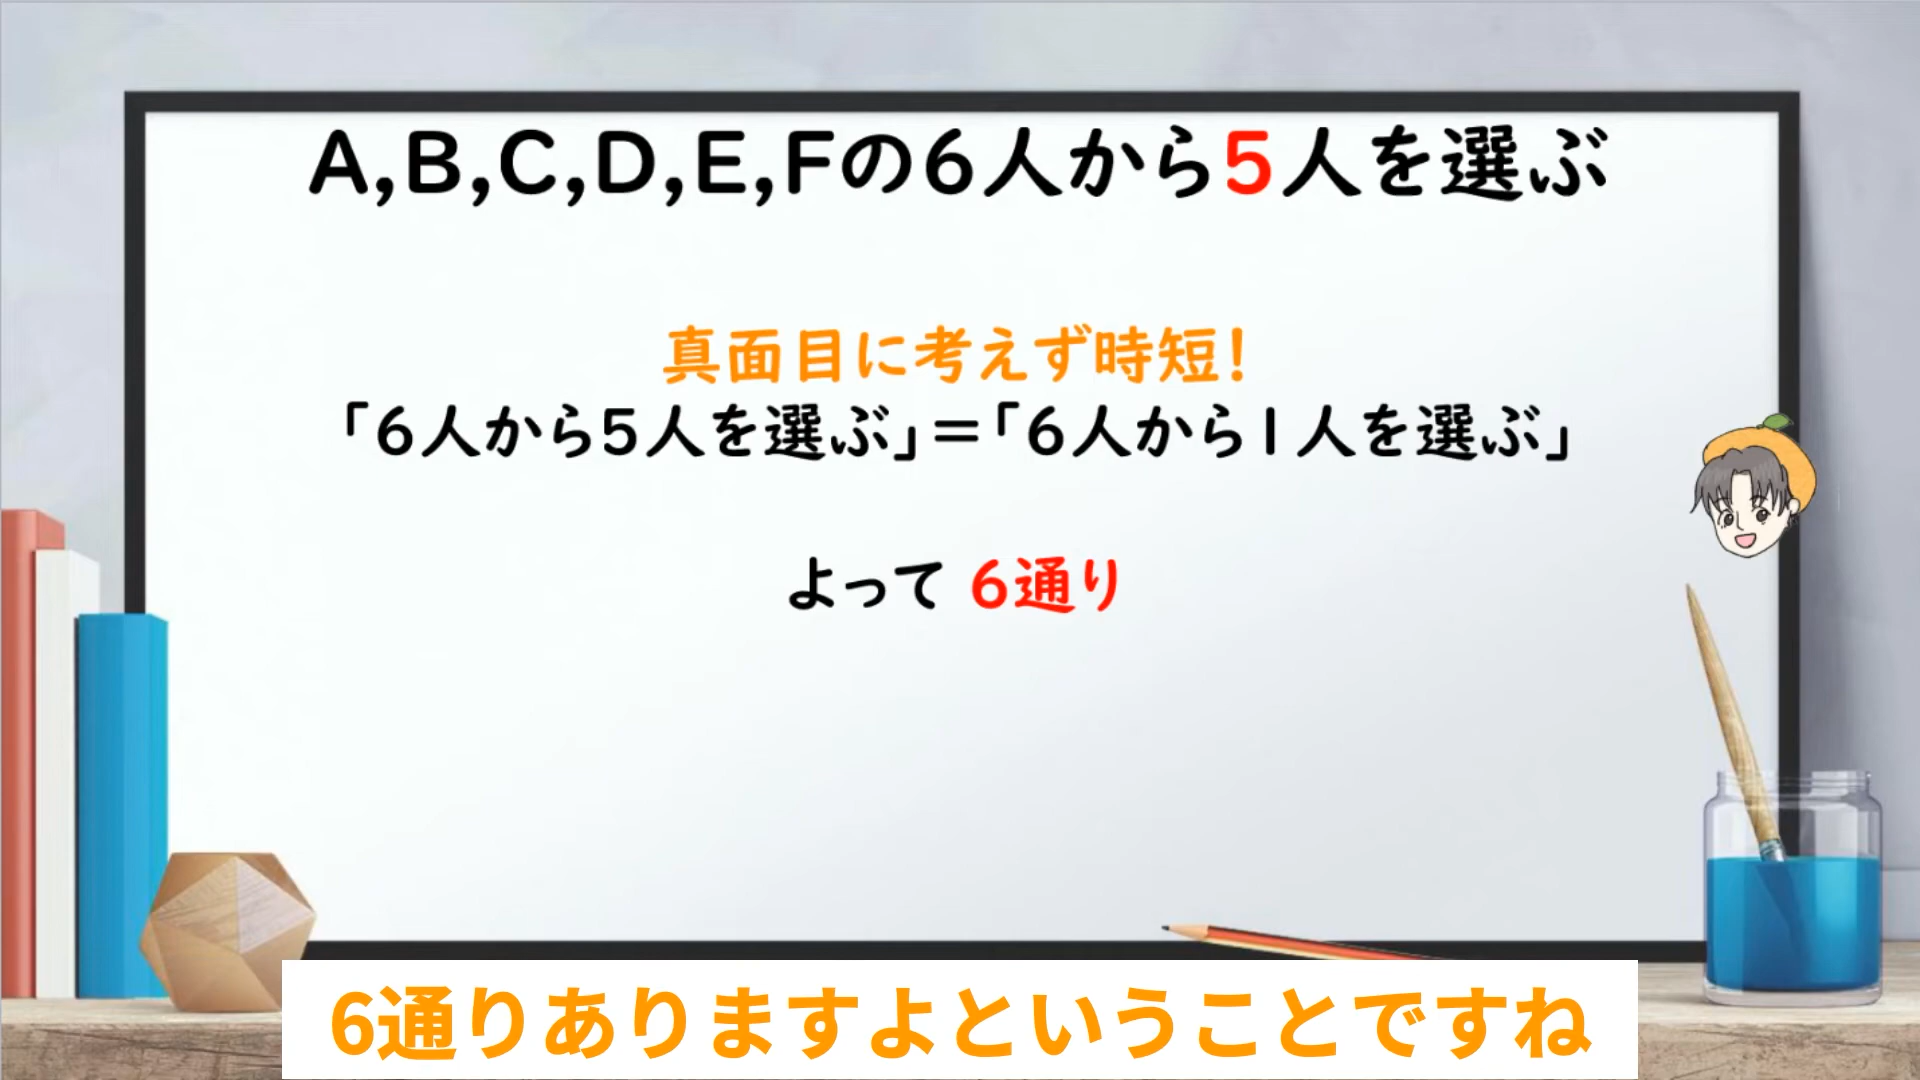 A,B,C,D,E,Fの6人から5人を選ぶ
真面目に考えず時短!
「6人から5人を選ぶ」=「6人から1人を選ぶ」
よって 6通り
6通りありますよということですね